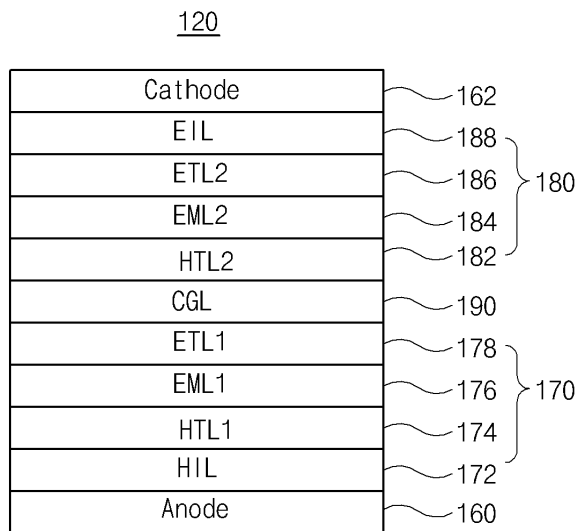 120
Cathode 162
EIL 188
ETL2 186
180
EML2 184
HTL2 182
CGL 190
ETL1 178
EML1 176
170
HTL1 174
HIL 172
Anode 160